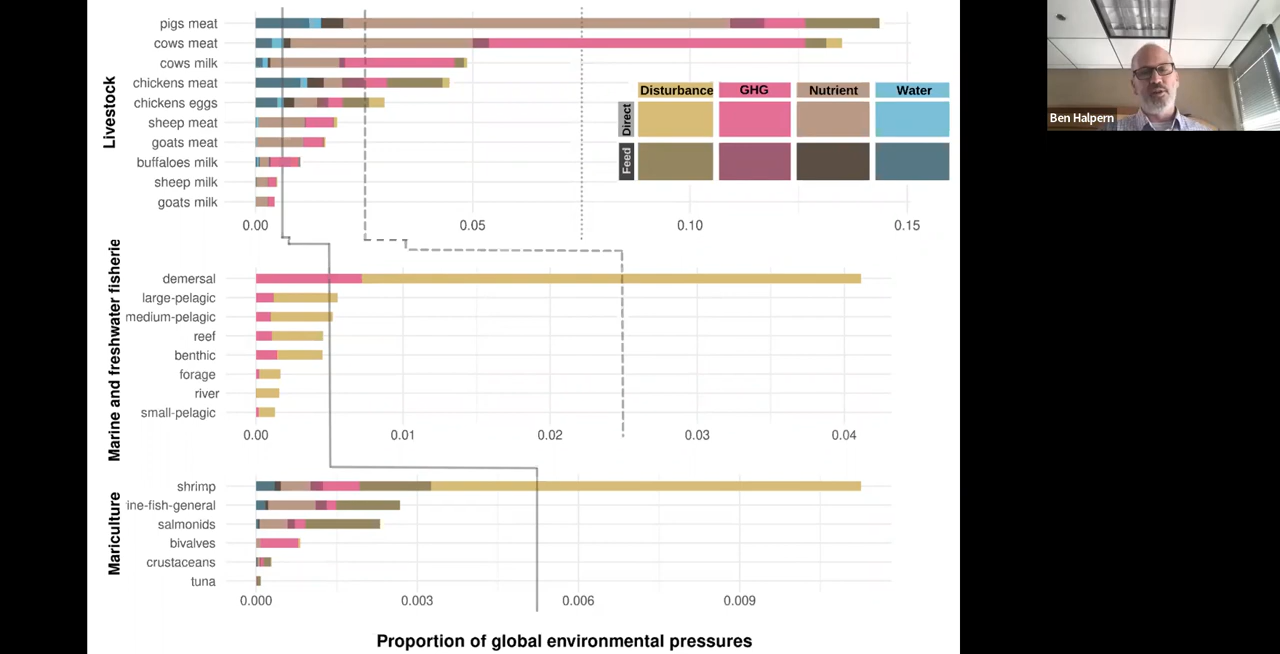 Livestock
pigs meat
cows meat
cows milk
chickens meat
chickens eggs
sheep meat
goats meat
buffaloes milk
sheep milk
goats milk
0.00 0.05 0.10 0.15
Disturbance GHG Nutrient Water
Direct
Feed
Ben Halpern
Marine and freshwater fisherie
demersal
large-pelagic
medium-pelagic
reef
benthic
forage
river
small-pelagic
0.00 0.01 0.02 0.03 0.04
Mariculture
shrimp
ine-fish-general
salmonids
bivalves
crustaceans
tuna
0.000 0.003 0.006 0.009
Proportion of global environmental pressures